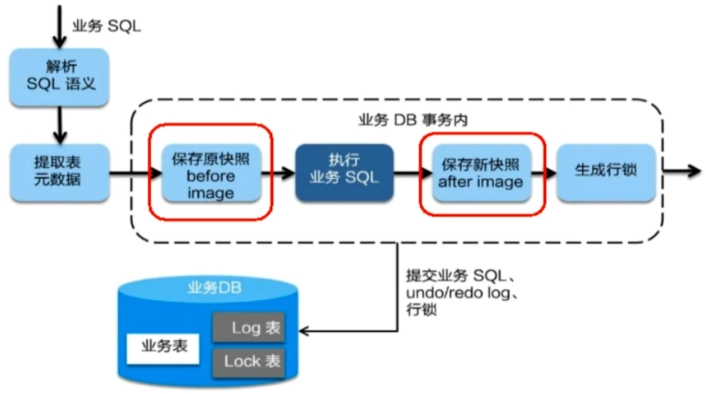 业务 SQL
解析
SQL 语义
业务 DB 事务内
提取表
元数据
保存原快照
before
image
执行
业务 SQL
保存新快照
after image
生成行锁
提交业务 SQL、
undo/redo log、
行锁
业务DB
Log 表
业务表
Lock 表